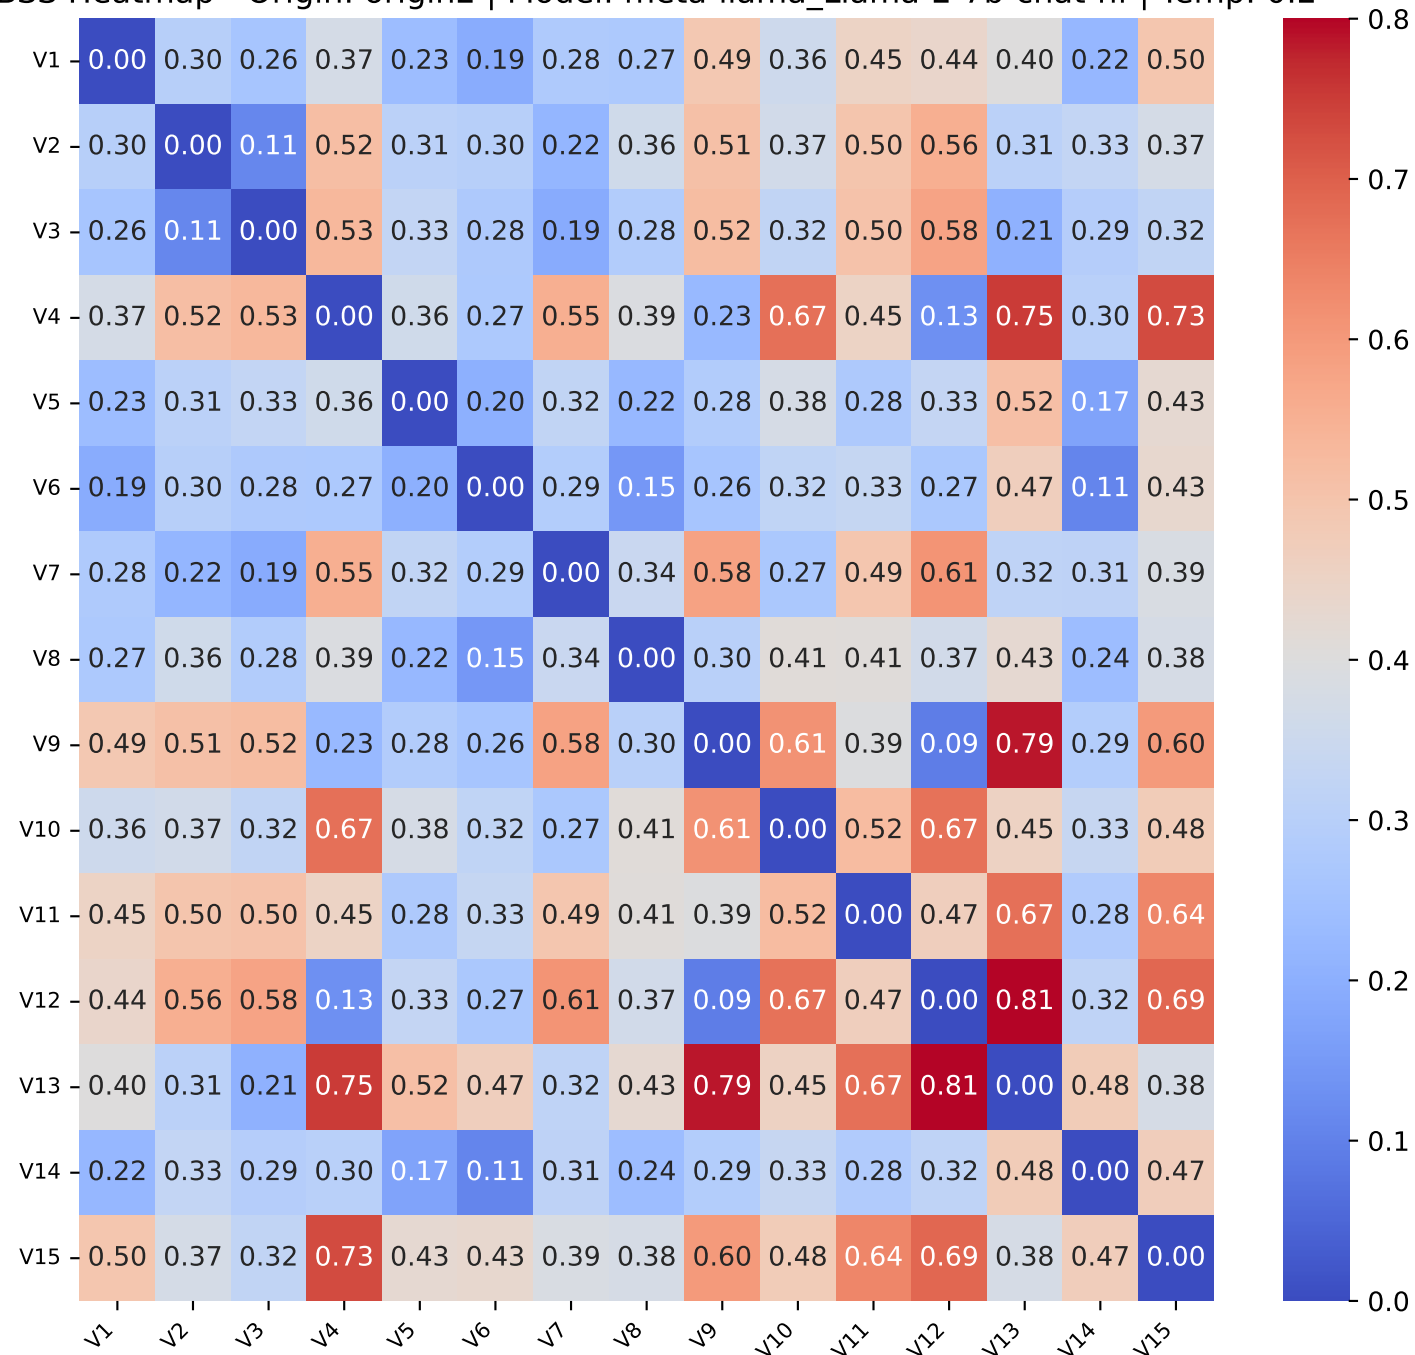 Heatmap - Origin: origin2 | Model: meta-llama_Llama-2-7b-chat-hf | Temp: 0.2
V1 0.00 0.30 0.26 0.37 0.23 0.19 0.28 0.27 0.49 0.36 0.45 0.44 0.40 0.22 0.50
V2 0.30 0.00 0.11 0.52 0.31 0.30 0.22 0.36 0.51 0.37 0.50 0.56 0.31 0.33 0.37
V3 0.26 0.11 0.00 0.53 0.33 0.28 0.19 0.28 0.52 0.32 0.50 0.58 0.21 0.29 0.32
V4 0.37 0.52 0.53 0.00 0.36 0.27 0.55 0.39 0.23 0.67 0.45 0.13 0.75 0.30 0.73
V5 0.23 0.31 0.33 0.36 0.00 0.20 0.32 0.22 0.28 0.38 0.28 0.33 0.52 0.17 0.43
V6 0.19 0.30 0.28 0.27 0.20 0.00 0.29 0.15 0.26 0.32 0.33 0.27 0.47 0.11 0.43
V7 0.28 0.22 0.19 0.55 0.32 0.29 0.00 0.34 0.58 0.27 0.49 0.61 0.32 0.31 0.39
V8 0.27 0.36 0.28 0.39 0.22 0.15 0.34 0.00 0.30 0.41 0.41 0.37 0.43 0.24 0.38
V9 0.49 0.51 0.52 0.23 0.28 0.26 0.58 0.30 0.00 0.61 0.39 0.09 0.79 0.29 0.60
V10 0.36 0.37 0.32 0.67 0.38 0.32 0.27 0.41 0.61 0.00 0.52 0.67 0.45 0.33 0.48
V11 0.45 0.50 0.50 0.45 0.28 0.33 0.49 0.41 0.39 0.52 0.00 0.47 0.67 0.28 0.64
V12 0.44 0.56 0.58 0.13 0.33 0.27 0.61 0.37 0.09 0.67 0.47 0.00 0.81 0.32 0.69
V13 0.40 0.31 0.21 0.75 0.52 0.47 0.32 0.43 0.79 0.45 0.67 0.81 0.00 0.48 0.38
V14 0.22 0.33 0.29 0.30 0.17 0.11 0.31 0.24 0.29 0.33 0.28 0.32 0.48 0.00 0.47
V15 0.50 0.37 0.32 0.73 0.43 0.43 0.39 0.38 0.60 0.48 0.64 0.69 0.38 0.47 0.00
V1 V2 V3 V4 V5 V6 V7 V8 V9 V10 V11 V12 V13 V14 V15
0.8
0.7
0.6
0.5
0.4
0.3
0.2
0.1
0.0